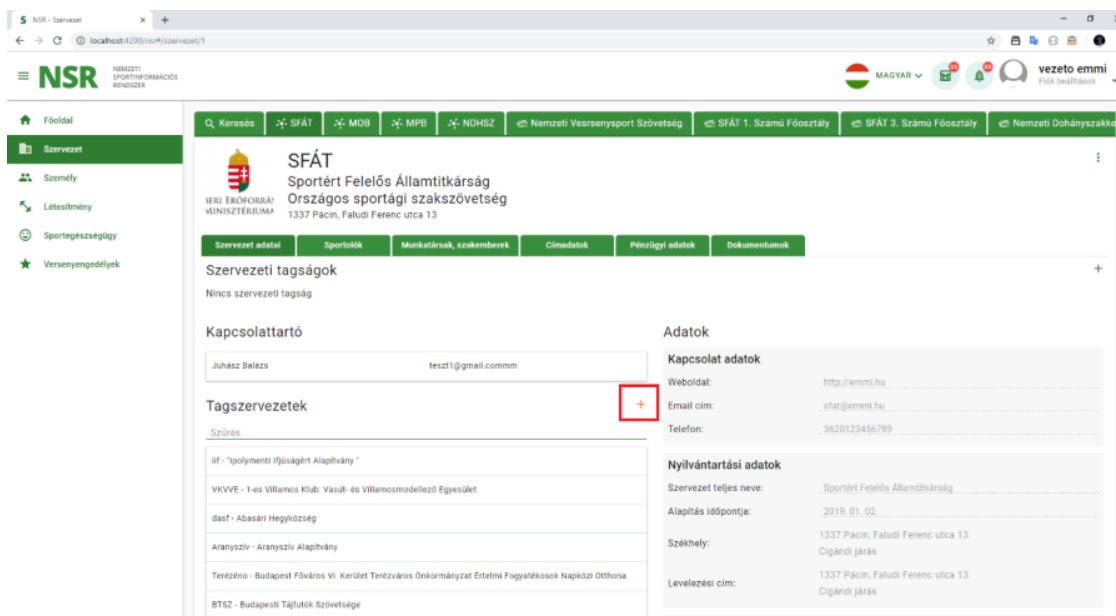 NSR - Szervezet
localhost:4200/nsr#/szervezet/1
NSR NEMZETI
SPORTINFORMÁCIÓS
RENDSZER
MAGYAR
vezeto emmi
Fiók beállítások
Főoldal
Szervezet
Személy
Létesítmény
Sportegészségügy
Versenyengedélyek
Keresés SFÁT MOB MPB NDHSZ Nemzeti Vesrsenysport Szövetség SFÁT 1. Számú Főosztály SFÁT 3. Számú Főosztály Nemzeti Dohányszakke
SFÁT
Sportért Felelős Államtitkárság
Országos sportági szakszövetség
1337 Pácin, Faludi Ferenc utca 13
BERI ERŐFORRÁS
MINISZTÉRIUMA
Szervezet adatai Sportolók Munkatársak, szakemberek Címadatok Pénzügyi adatok Dokumentumok
Szervezeti tagságok
Nincs szervezeti tagság
Kapcsolattartó
Juhász Balázs teszt1@gmail.commm
Tagszervezetek
Szűrés
iif - "Ipolymenti Ifjúságért Alapítvány "
VKVVE - 1-es Villamos Klub: Vasút- és Villamosmodellező Egyesület
dasf - Abasári Hegyközség
Aranyszív - Aranyszív Alapítvány
Terézéno - Budapest Főváros VI. Kerület Terézváros Önkormányzat Értelmi Fogyatékosok Napközi Otthona
BTSZ - Budapesti Tájfutók Szövetsége
Adatok
Kapcsolat adatok
Weboldal: http://emmi.hu
Email cím: sfat@emmi.hu
Telefon: 3620123456789
Nyilvántartási adatok
Szervezet teljes neve: Sportért Felelős Államtitkárság
Alapítás időpontja: 2019. 01. 02.
Székhely: 1337 Pácin, Faludi Ferenc utca 13
Cigándi járás
Levelezési cím: 1337 Pácin, Faludi Ferenc utca 13
Cigándi járás